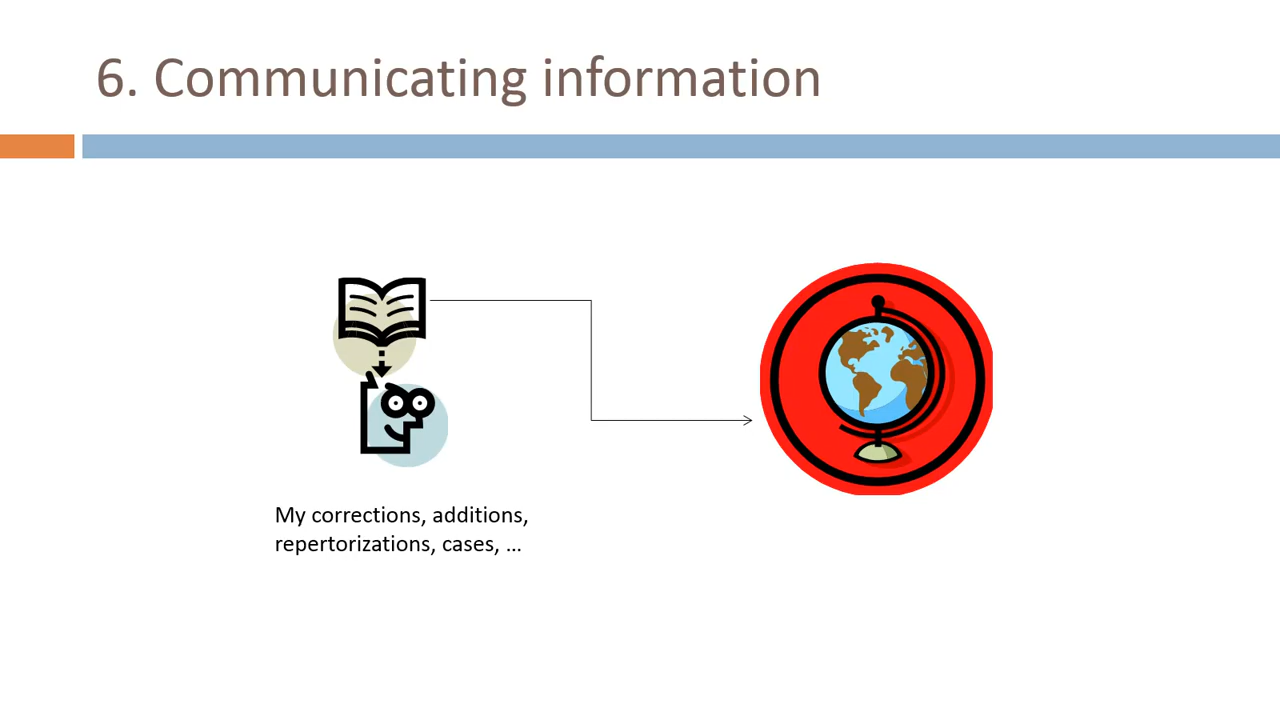 6. Communicating information
My corrections, additions,
repertorizations, cases, …